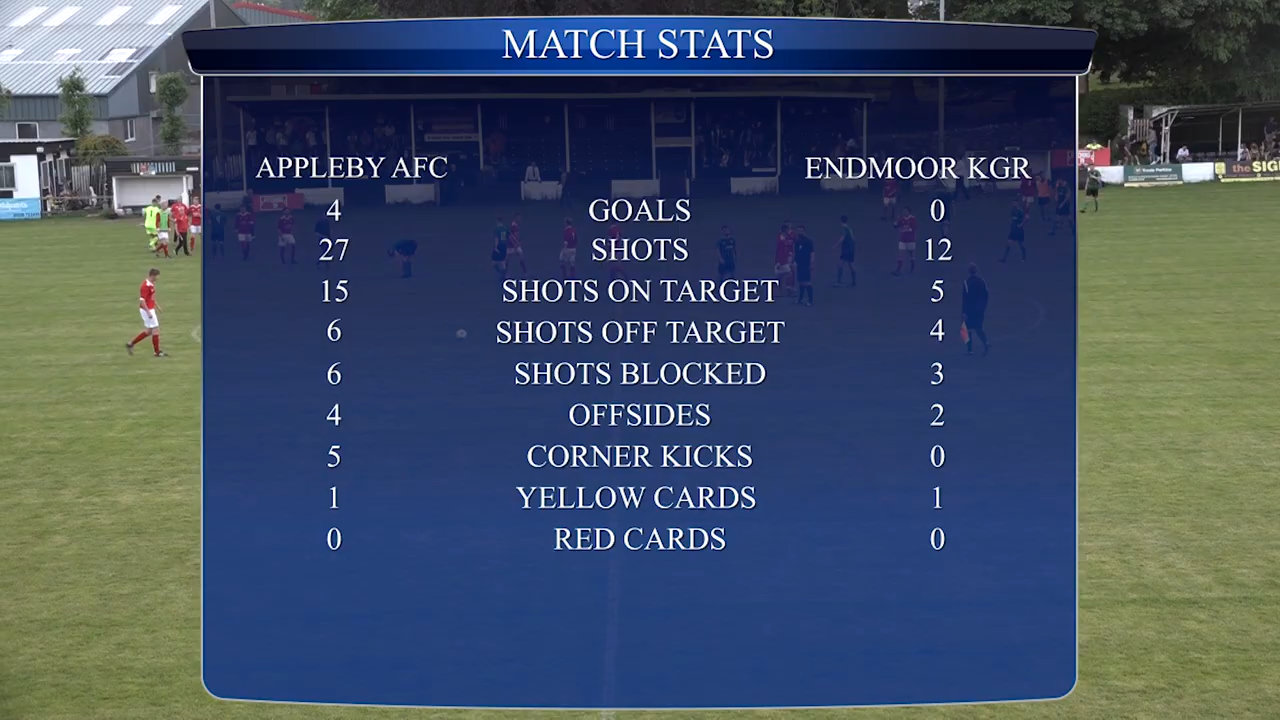 MATCH STATS
APPLEBY AFC ENDMOOR KGR
4 GOALS 0
27 SHOTS 12
15 SHOTS ON TARGET 5
6 SHOTS OFF TARGET 4
6 SHOTS BLOCKED 3
4 OFFSIDES 2
5 CORNER KICKS 0
1 YELLOW CARDS 1
0 RED CARDS 0
the SIG